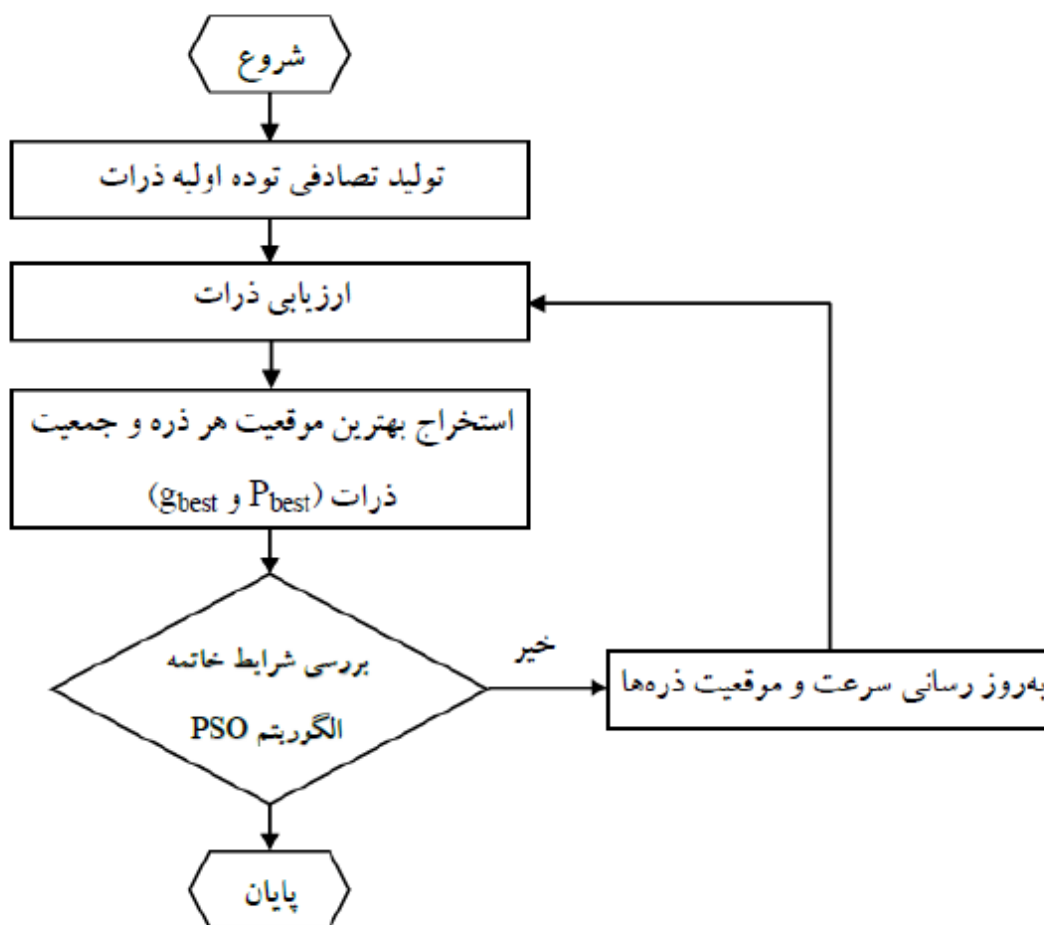 شروع
تولید تصادفی توده اولیه ذرات
ارزیابی ذرات
استخراج بهترین موقعیت هر ذره و جمعیت
ذرات (Pbest و gbest)
بررسی شرایط خاتمه
الگوریتم PSO
خیر
به‌روز رسانی سرعت و موقعیت ذره‌ها
پایان